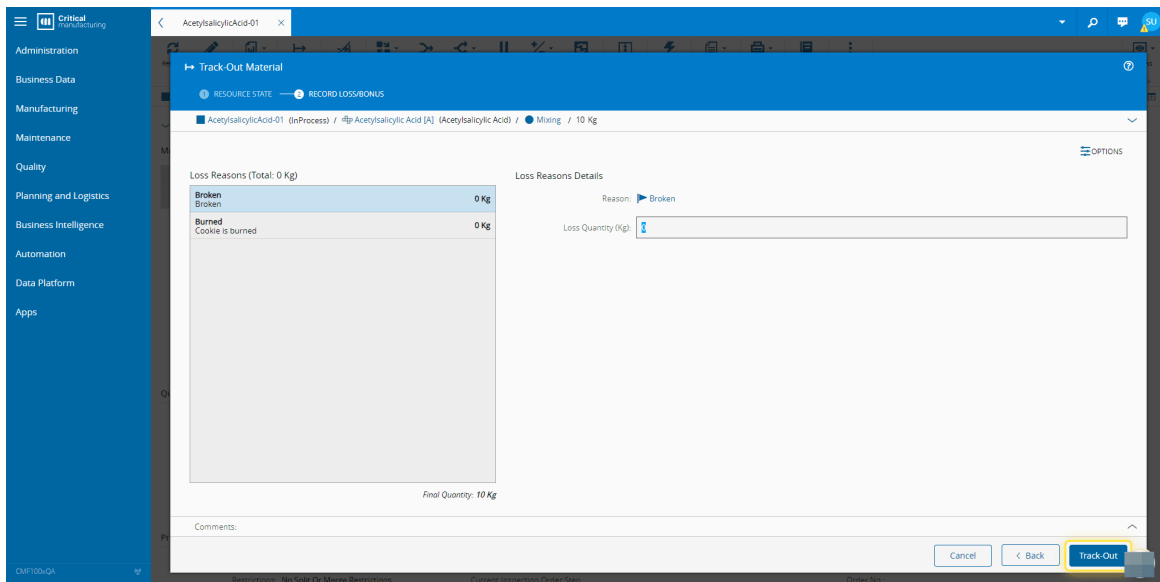 Critical
manufacturing
AcetylsalicylicAcid-01
SU
Administration
Business Data
Manufacturing
Maintenance
Quality
Planning and Logistics
Business Intelligence
Automation
Data Platform
Apps
CMF100xQA
Track-Out Material
1 RESOURCE STATE 2 RECORD LOSS/BONUS
AcetylsalicylicAcid-01 (InProcess) / Acetylsalicylic Acid [A] (Acetylsalicylic Acid) / Mixing / 10 Kg
OPTIONS
Loss Reasons (Total: 0 Kg)
Broken
Broken
0 Kg
Burned
Cookie is burned
0 Kg
Final Quantity: 10 Kg
Loss Reasons Details
Reason: Broken
Loss Quantity (Kg): 0
Comments:
Cancel
Back
Track-Out
Restrictions: No Split Or Merge Restrictions
Current Inspection Order Step:
Order No.: